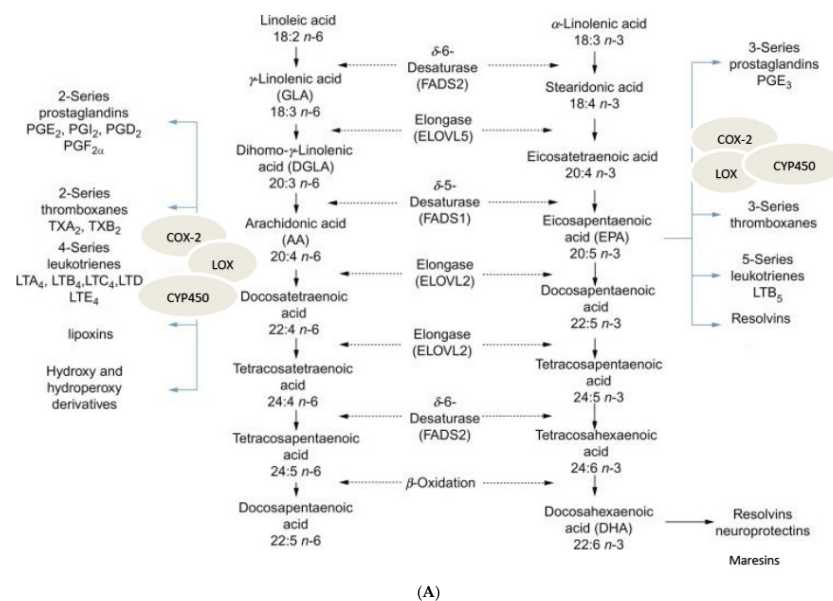 Linoleic acid
18:2 n-6
γ-Linolenic acid
(GLA)
18:3 n-6
Dihomo-γ-Linolenic
acid (DGLA)
20:3 n-6
Arachidonic acid
(AA)
20:4 n-6
Docosatetraenoic
acid
22:4 n-6
Tetracosatetraenoic
acid
24:4 n-6
Tetracosapentaenoic
acid
24:5 n-6
Docosapentaenoic
acid
22:5 n-6
2-Series
prostaglandins
PGE₂, PGI₂, PGD₂
PGF₂α
2-Series
thromboxanes
TXA₂, TXB₂
4-Series
leukotrienes
LTA₄, LTB₄,LTC₄,LTD
LTE₄
lipoxins
Hydroxy and
hydroperoxy
derivatives
COX-2
LOX
CYP450
δ-6-
Desaturase
(FADS2)
Elongase
(ELOVL5)
δ-5-
Desaturase
(FADS1)
Elongase
(ELOVL2)
Elongase
(ELOVL2)
δ-6-
Desaturase
(FADS2)
β-Oxidation
α-Linolenic acid
18:3 n-3
Stearidonic acid
18:4 n-3
Eicosatetraenoic acid
20:4 n-3
Eicosapentaenoic
acid (EPA)
20:5 n-3
Docosapentaenoic
acid
22:5 n-3
Tetracosapentaenoic
acid
24:5 n-3
Tetracosahexaenoic
acid
24:6 n-3
Docosahexaenoic
acid (DHA)
22:6 n-3
3-Series
prostaglandins
PGE₃
COX-2
LOX
CYP450
3-Series
thromboxanes
5-Series
leukotrienes
LTB₅
Resolvins
Resolvins
neuroprotectins
Maresins
(A)